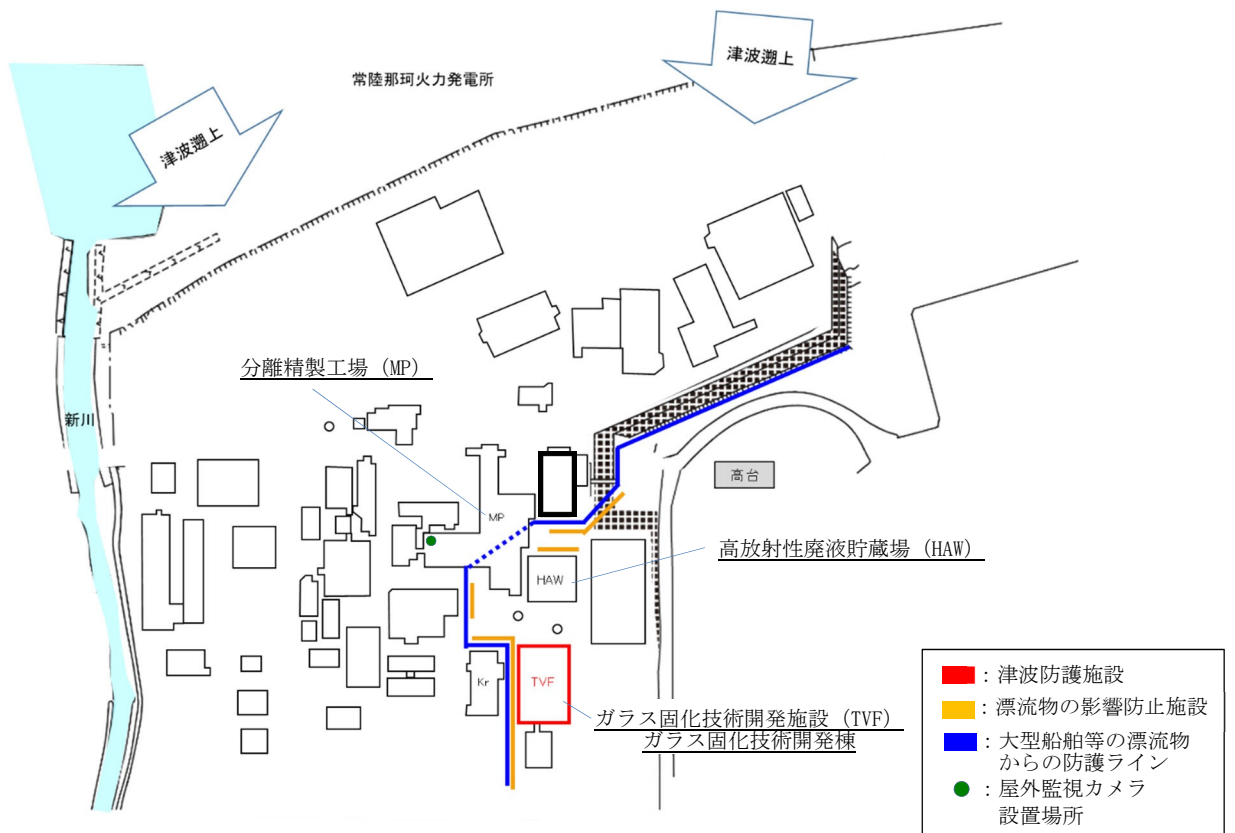 津波遡上
常陸那珂火力発電所
津波遡上
分離精製工場 (MP)
新川
高台
MP
高放射性廃液貯蔵場 (HAW)
HAW
Kr
TVF
ガラス固化技術開発施設 (TVF)
ガラス固化技術開発棟
：津波防護施設
：漂流物の影響防止施設
：大型船舶等の漂流物
からの防護ライン
：屋外監視カメラ
設置場所